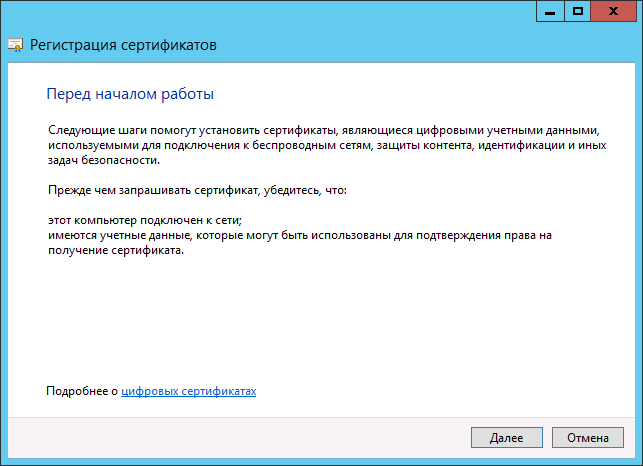 Регистрация сертификатов
Перед началом работы
Следующие шаги помогут установить сертификаты, являющиеся цифровыми учетными данными,
используемыми для подключения к беспроводным сетям, защиты контента, идентификации и иных
задач безопасности.
Прежде чем запрашивать сертификат, убедитесь, что:
этот компьютер подключен к сети;
имеются учетные данные, которые могут быть использованы для подтверждения права на
получение сертификата.
Подробнее о цифровых сертификатах
Далее
Отмена